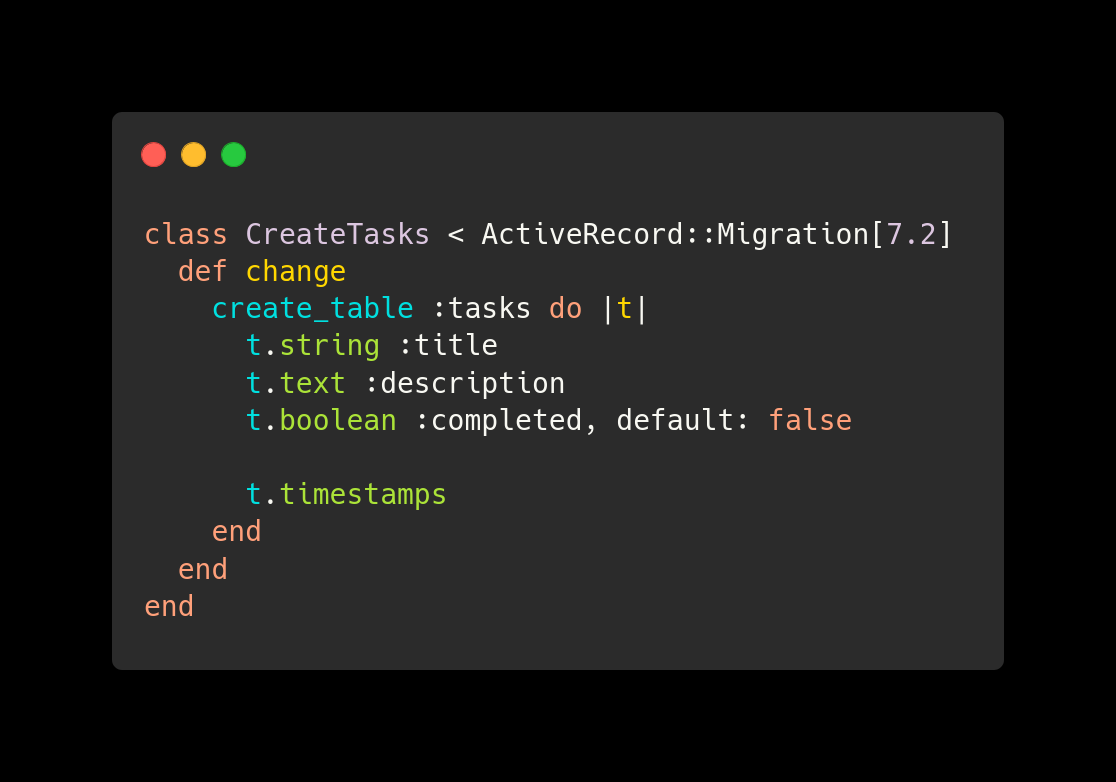 class CreateTasks < ActiveRecord::Migration[7.2]
  def change
    create_table :tasks do |t|
      t.string :title
      t.text :description
      t.boolean :completed, default: false

      t.timestamps
    end
  end
end